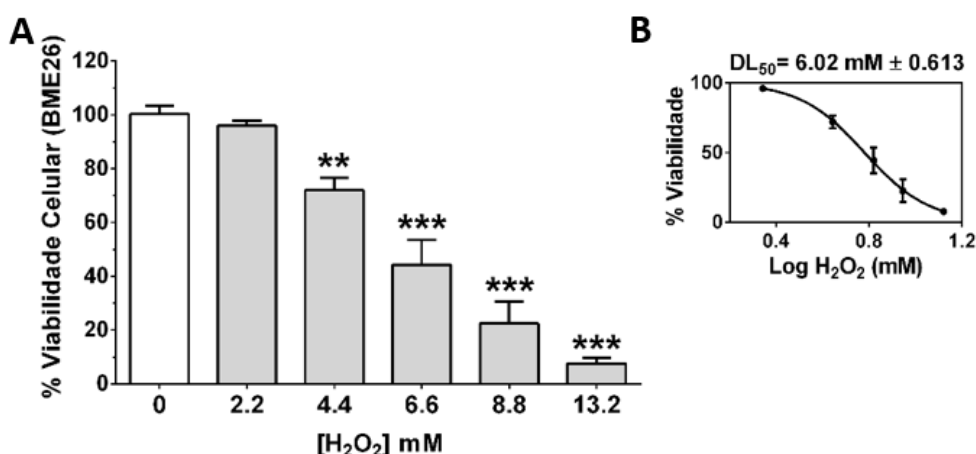 A
% Viabilidade Celular (BME26)
120
100
80
60
40
20
0
**
***
***
***
0 2.2 4.4 6.6 8.8 13.2
[H₂O₂] mM
B
DL₅₀= 6.02 mM ± 0.613
% Viabilidade
100
50
0
0.4 0.8 1.2
Log H₂O₂ (mM)